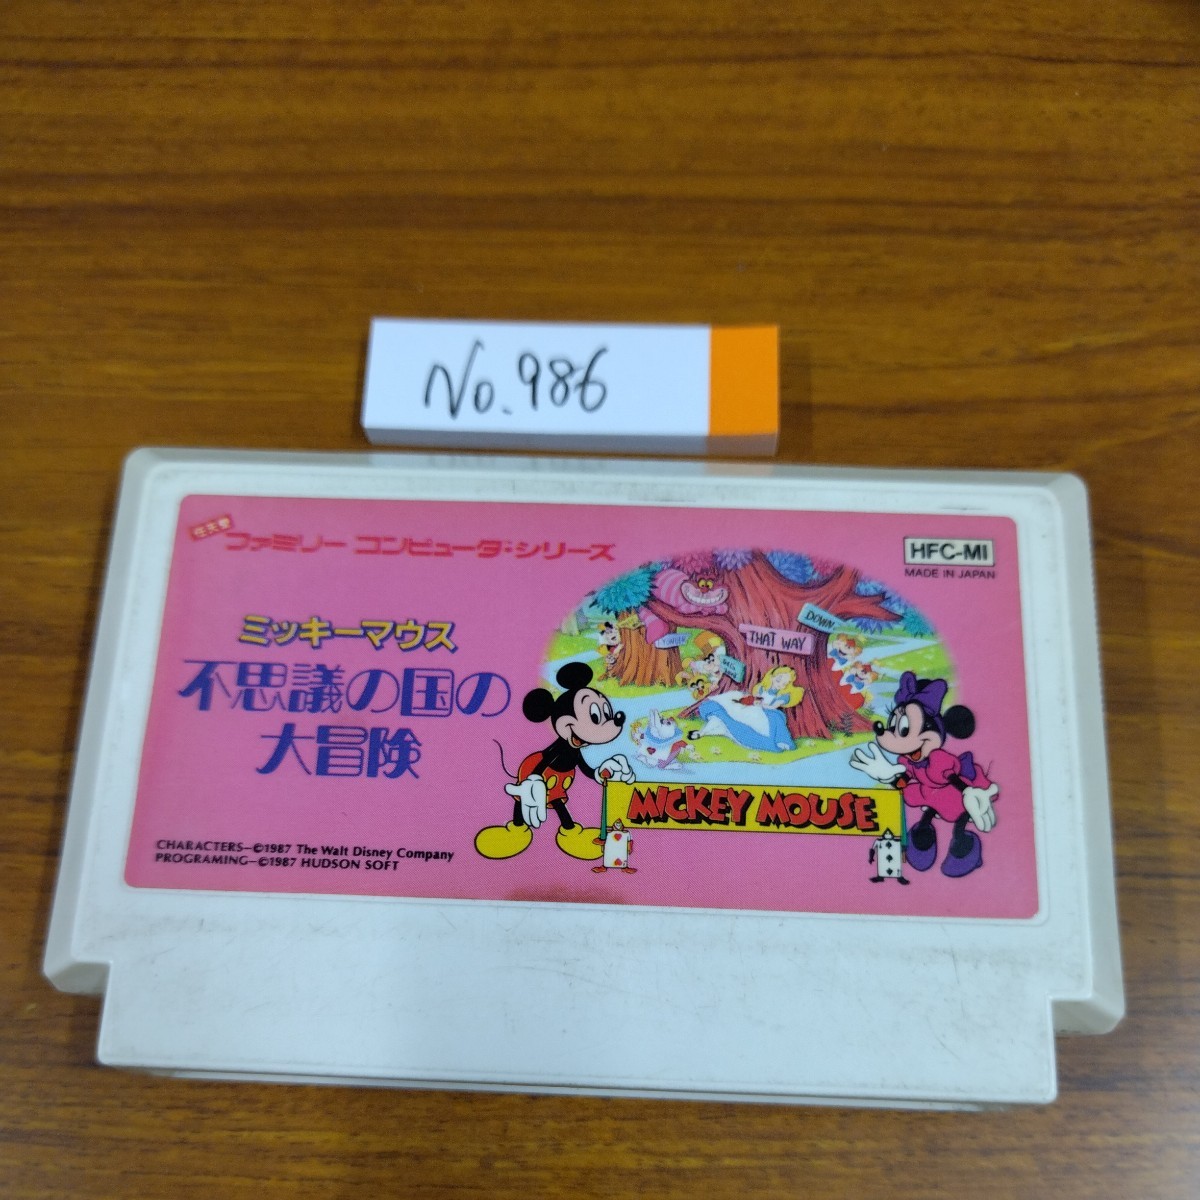 No.986
任天堂
ファミリー コンピュータ・シリーズ
HFC-MI
MADE IN JAPAN
ミッキーマウス
不思議の国の
大冒険
DOWN
THAT WAY
MICKEY MOUSE
CHARACTERS—©1987 The Walt Disney Company
PROGRAMING—©1987 HUDSON SOFT